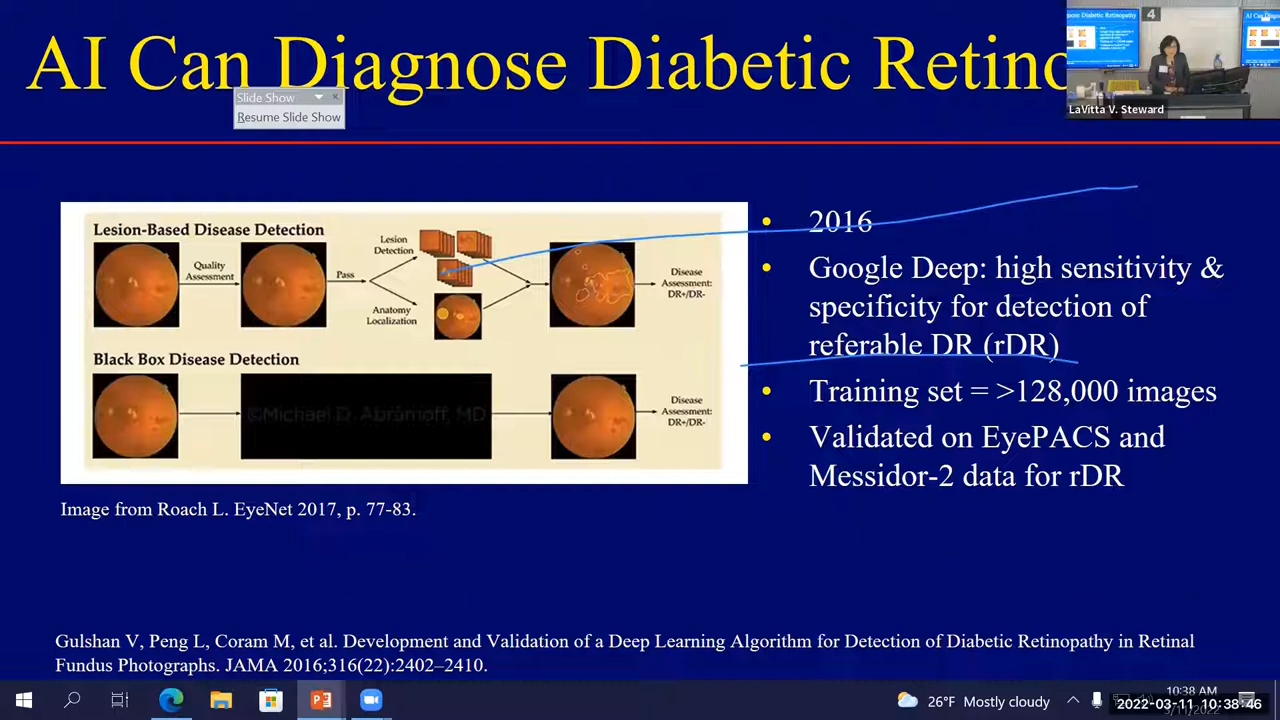 AI Can Diagnose Diabetic Retino
4
LaVitta V. Steward
Slide Show
Resume Slide Show
Lesion-Based Disease Detection
Quality
Assessment
Pass
Lesion
Detection
Anatomy
Localization
Disease
Assessment:
DR+/DR-
Black Box Disease Detection
©Michael D. Abràmoff, MD
Disease
Assessment:
DR+/DR-
Image from Roach L. EyeNet 2017, p. 77-83.
• 2016
• Google Deep: high sensitivity &
specificity for detection of
referable DR (rDR)
• Training set = >128,000 images
• Validated on EyePACS and
Messidor-2 data for rDR
Gulshan V, Peng L, Coram M, et al. Development and Validation of a Deep Learning Algorithm for Detection of Diabetic Retinopathy in Retinal
Fundus Photographs. JAMA 2016;316(22):2402–2410.
26°F Mostly cloudy
10:38 AM
2022-03-11 10:38:46